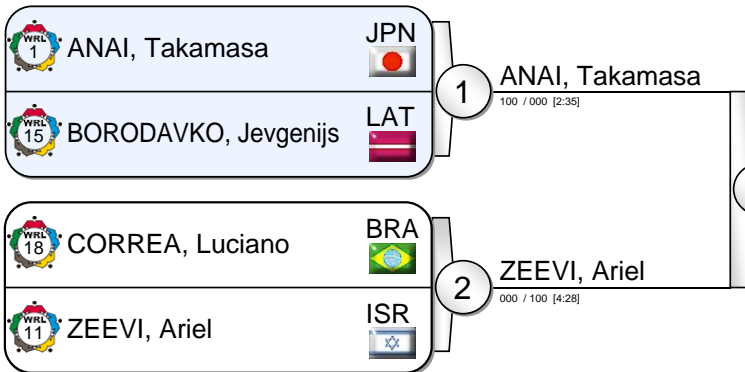 WRL 1 ANAI, Takamasa JPN
WRL 15 BORODAVKO, Jevgenijs LAT
1
ANAI, Takamasa
100 / 000 [2:35]
WRL 18 CORREA, Luciano BRA
WRL 11 ZEEVI, Ariel ISR
2
ZEEVI, Ariel
000 / 100 [4:28]